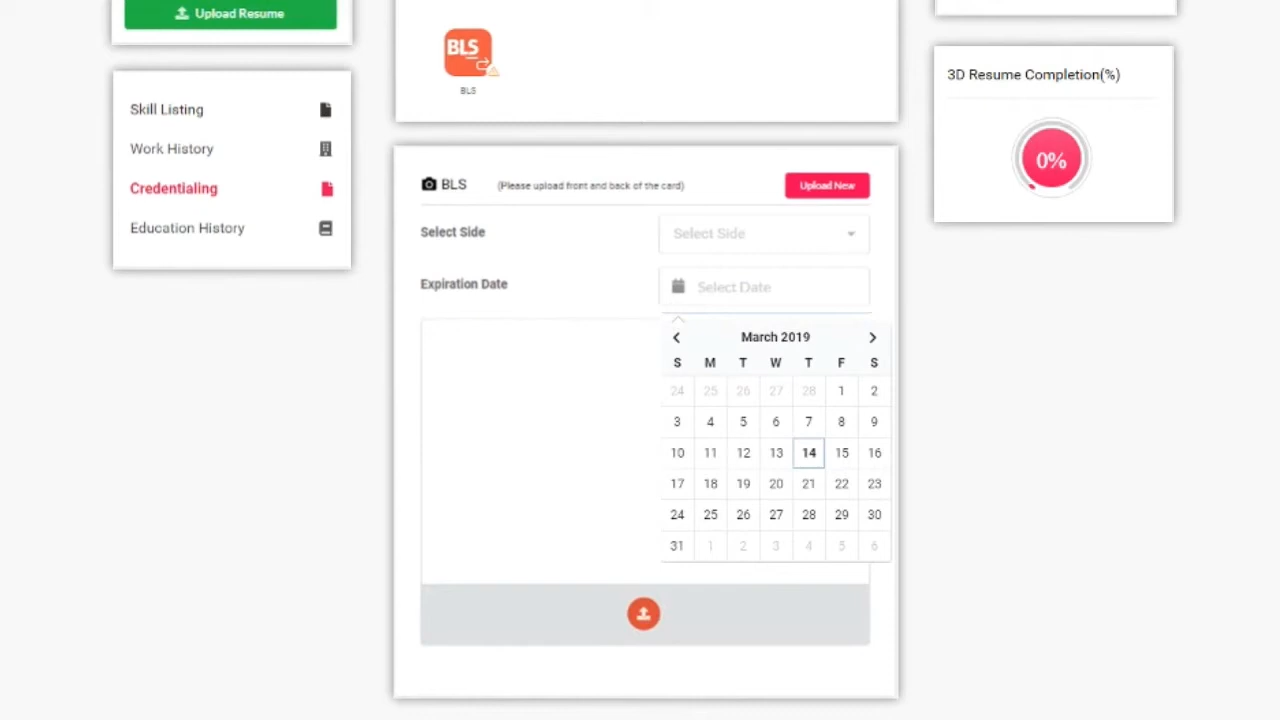 Upload Resume
Skill Listing
Work History
Credentialing
Education History
BLS
BLS
BLS
(Please upload front and back of the card)
Upload New
Select Side
Select Side
Expiration Date
Select Date
March 2019
S M T W T F S
24 25 26 27 28 1 2
3 4 5 6 7 8 9
10 11 12 13 14 15 16
17 18 19 20 21 22 23
24 25 26 27 28 29 30
31 1 2 3 4 5 6
3D Resume Completion(%)
0%